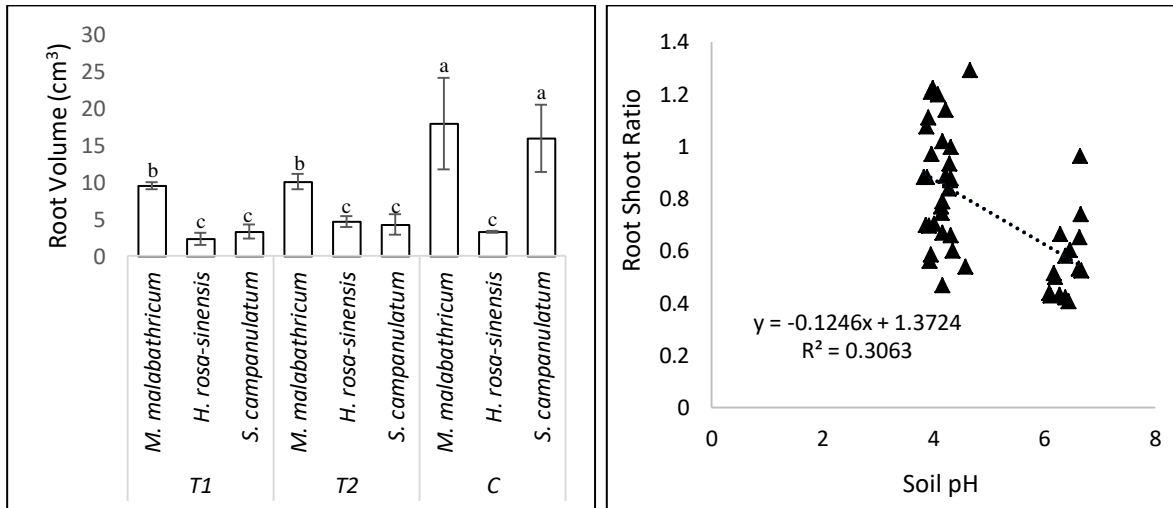 Root Volume (cm³)
30
25
20
15
10
5
0
b
c
c
b
c
c
a
c
a
M. malabathricum
H. rosa-sinensis
S. campanulatum
M. malabathricum
H. rosa-sinensis
S. campanulatum
M. malabathricum
H. rosa-sinensis
S. campanulatum
T1
T2
C
Root Shoot Ratio
1.4
1.2
1
0.8
0.6
0.4
0.2
0
y = -0.1246x + 1.3724
R² = 0.3063
0
2
4
6
8
Soil pH